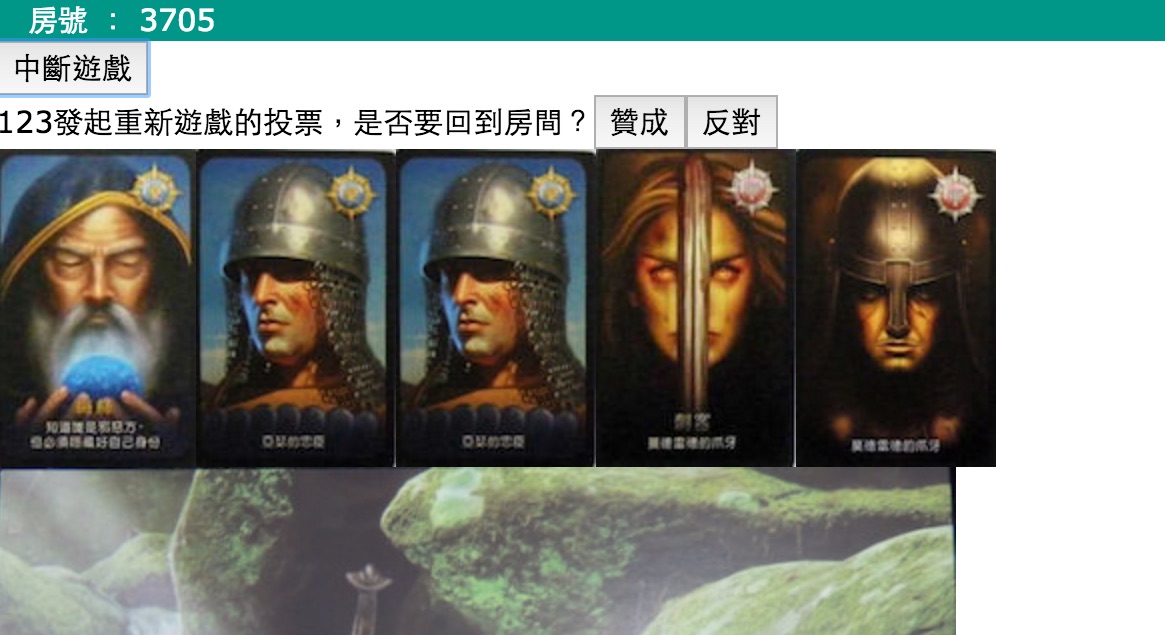 房號 ： 3705
中斷遊戲
123發起重新遊戲的投票，是否要回到房間？ 贊成 反對
梅林
知道誰是邪惡方，
但必須隱藏好自己身份
亞瑟的忠臣
亞瑟的忠臣
刺客
莫德雷德的爪牙
莫德雷德的爪牙